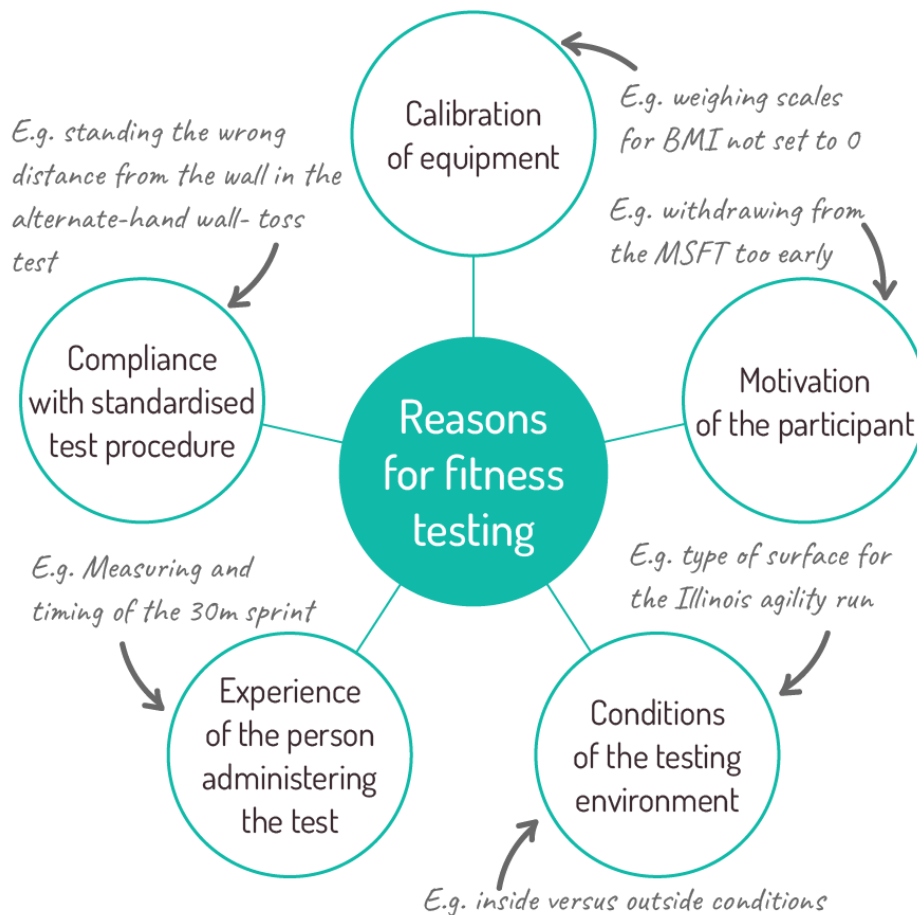 Calibration
of equipment
E.g. weighing scales
for BMI not set to 0
E.g. standing the wrong
distance from the wall in the
alternate-hand wall- toss
test
E.g. withdrawing from
the MSFT too early
Compliance
with standardised
test procedure
Motivation
of the participant
Reasons
for fitness
testing
E.g. Measuring and
timing of the 30m sprint
E.g. type of surface for
the Illinois agility run
Experience
of the person
administering
the test
Conditions
of the testing
environment
E.g. inside versus outside conditions